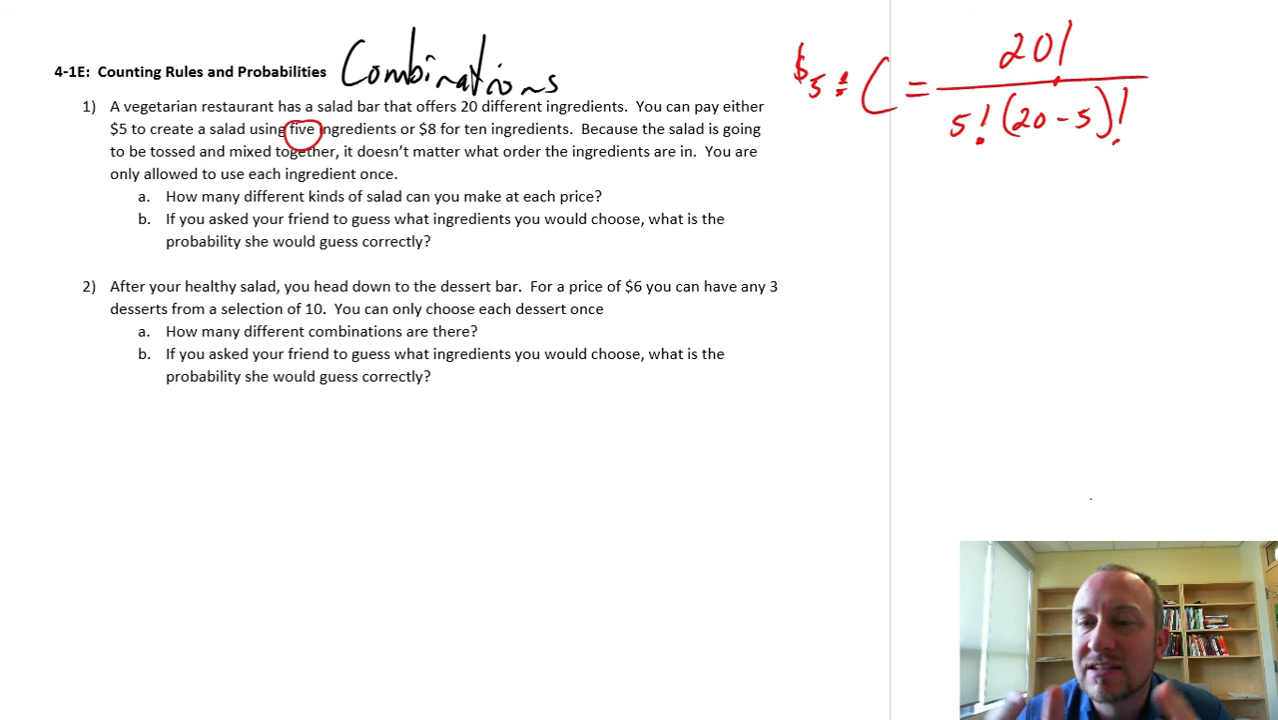 4-1E: Counting Rules and Probabilities Combinations
1) A vegetarian restaurant has a salad bar that offers 20 different ingredients. You can pay either
$5 to create a salad using five ingredients or $8 for ten ingredients. Because the salad is going
to be tossed and mixed together, it doesn't matter what order the ingredients are in. You are
only allowed to use each ingredient once.
a. How many different kinds of salad can you make at each price?
b. If you asked your friend to guess what ingredients you would choose, what is the
probability she would guess correctly?
2) After your healthy salad, you head down to the dessert bar. For a price of $6 you can have any 3
desserts from a selection of 10. You can only choose each dessert once
a. How many different combinations are there?
b. If you asked your friend to guess what ingredients you would choose, what is the
probability she would guess correctly?
20!
$5: C =
5! (20-5)!